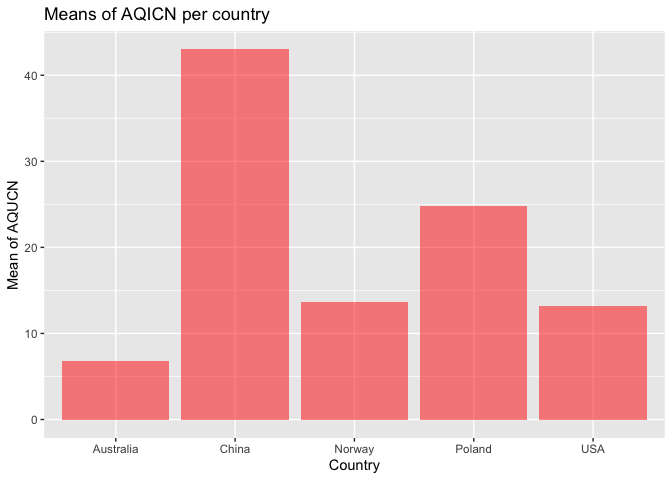 Means of AQICN per country
Mean of AQUCN
40
30
20
10
0
Australia China Norway Poland USA
Country